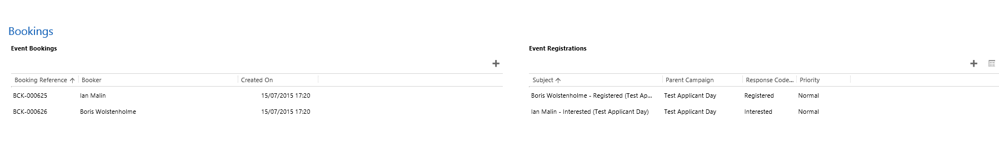 Bookings
Event Bookings
Booking Reference Booker Created On
BCK-000625 Ian Malin 15/07/2015 17:20
BCK-000626 Boris Wolstenholme 15/07/2015 17:20
Event Registrations
Subject Parent Campaign Response Code... Priority
Boris Wolstenholme - Registered (Test Ap... Test Applicant Day Registered Normal
Ian Malin - Interested (Test Applicant Day) Test Applicant Day Interested Normal